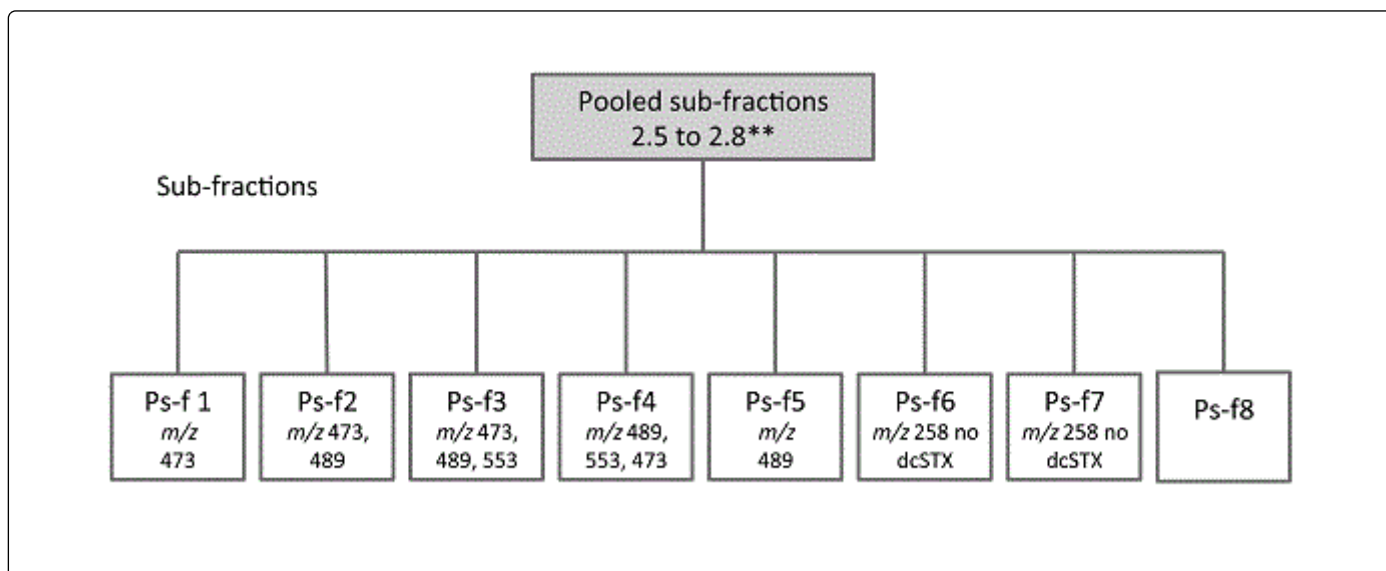 Pooled sub-fractions
2.5 to 2.8**
Sub-fractions
Ps-f 1
m/z
473
Ps-f2
m/z 473,
489
Ps-f3
m/z 473,
489, 553
Ps-f4
m/z 489,
553, 473
Ps-f5
m/z
489
Ps-f6
m/z 258 no
dcSTX
Ps-f7
m/z 258 no
dcSTX
Ps-f8